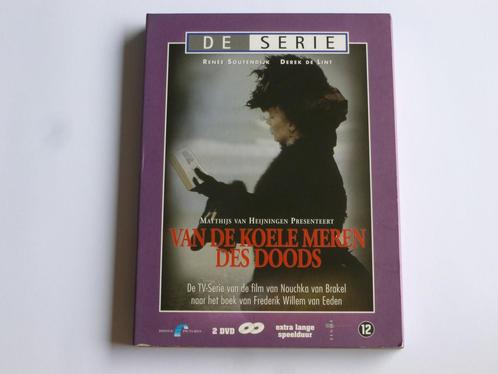 DE SERIE
RENÉE SOUTENDIJK DEREK DE LINT
MATTHIJS VAN HEIJNINGEN PRESENTEERT
VAN DE KOELE MEREN
DES DOODS
De TV-Serie van de film van Nouchka van Brakel
naar het boek van Frederik Willem van Eeden
2 DVD extra lange
speelduur
12